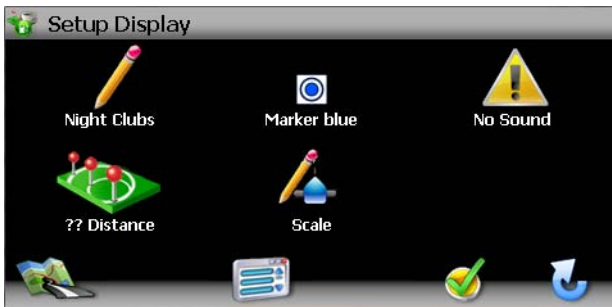 Setup Display
Night Clubs
Marker blue
No Sound
?? Distance
Scale